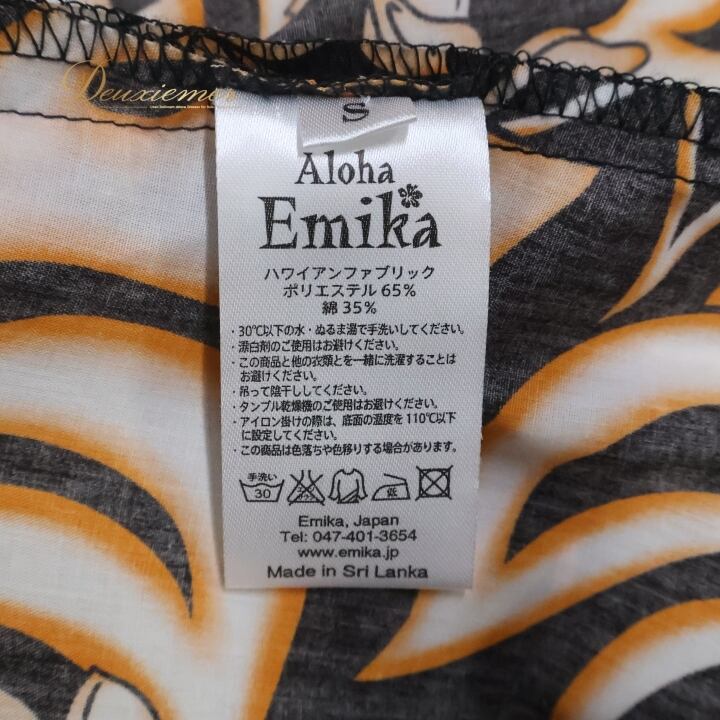 Deuxiemer
S
Aloha
Emika
ハワイアンファブリック
ポリエステル 65%
綿 35%
・30℃以下の水・ぬるま湯で手洗いしてください。
・漂白剤のご使用はお避けください。
・この商品と他の衣類とを一緒に洗濯することは
お避けください。
・吊って陰干ししてください。
・タンブル乾燥機のご使用はお避けください。
・アイロン掛けの際は、底面の温度を110℃以下
に設定してください。
・この商品は色落ちや色移りする場合があります。
手洗い
30
低
Emika, Japan
Tel: 047-401-3654
www.emika.jp
Made in Sri Lanka